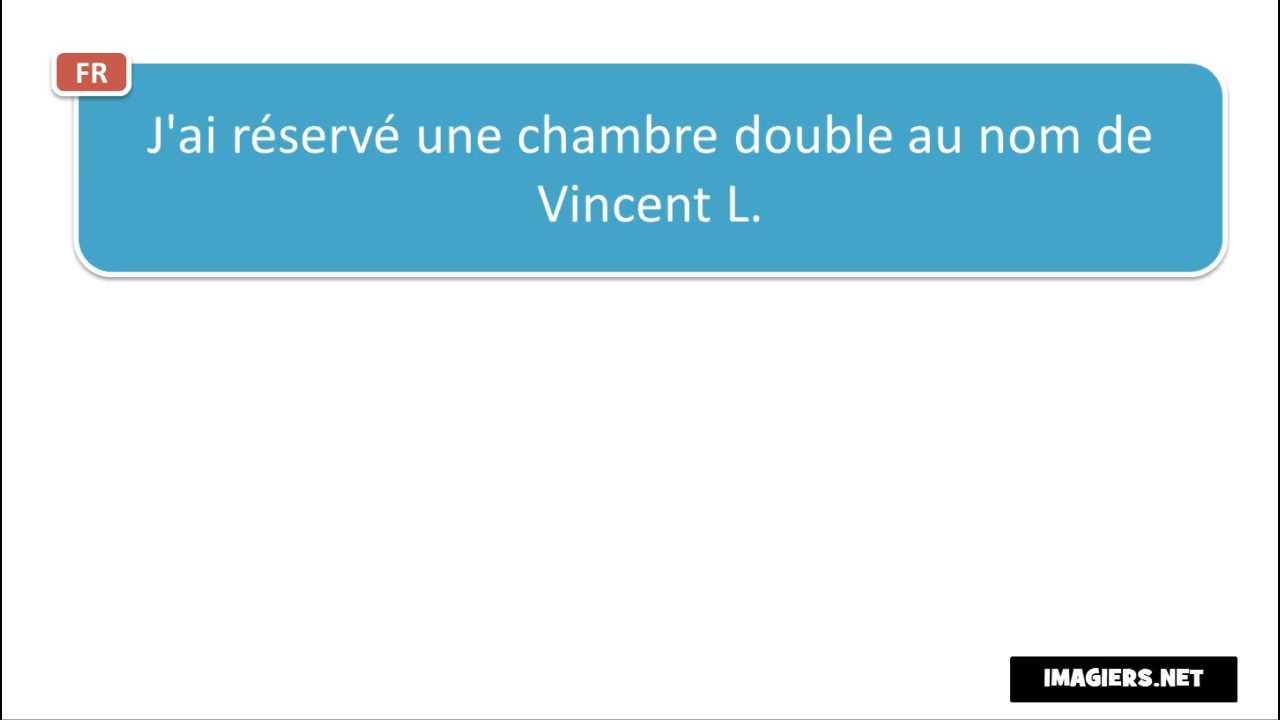 FR
J'ai réservé une chambre double au nom de
Vincent L.
IMAGIERS.NET